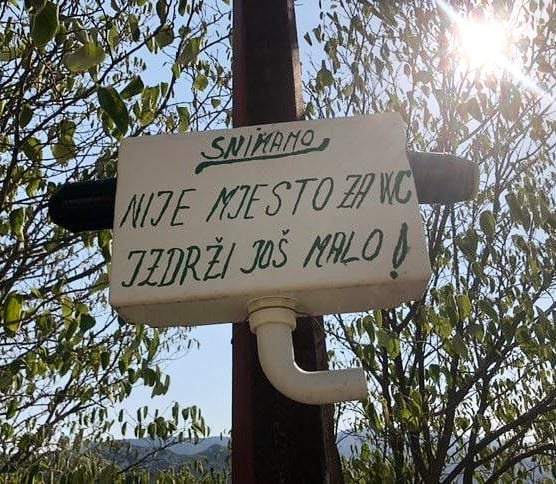 SNIMAMO
NIJE MJESTO ZA WC
IZDRŽI JOŠ MALO!